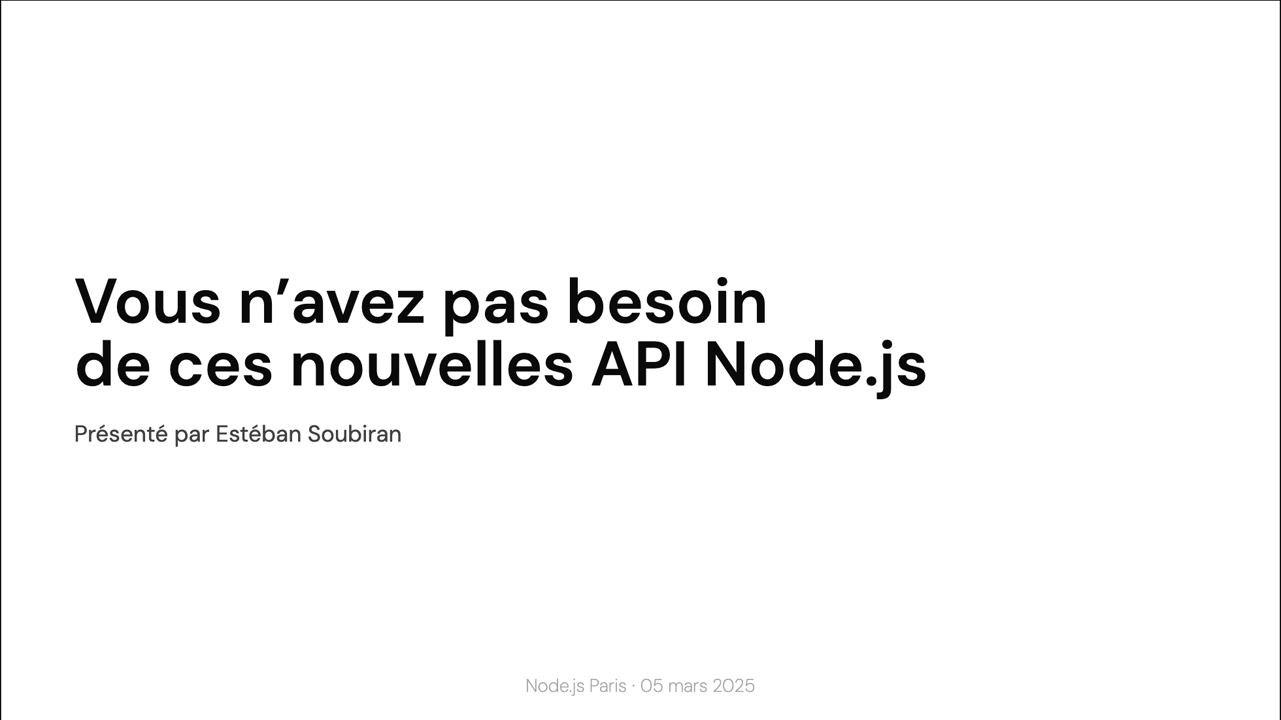 Vous n’avez pas besoin
de ces nouvelles API Node.js
Présenté par Estéban Soubiran
Node.js Paris · 05 mars 2025